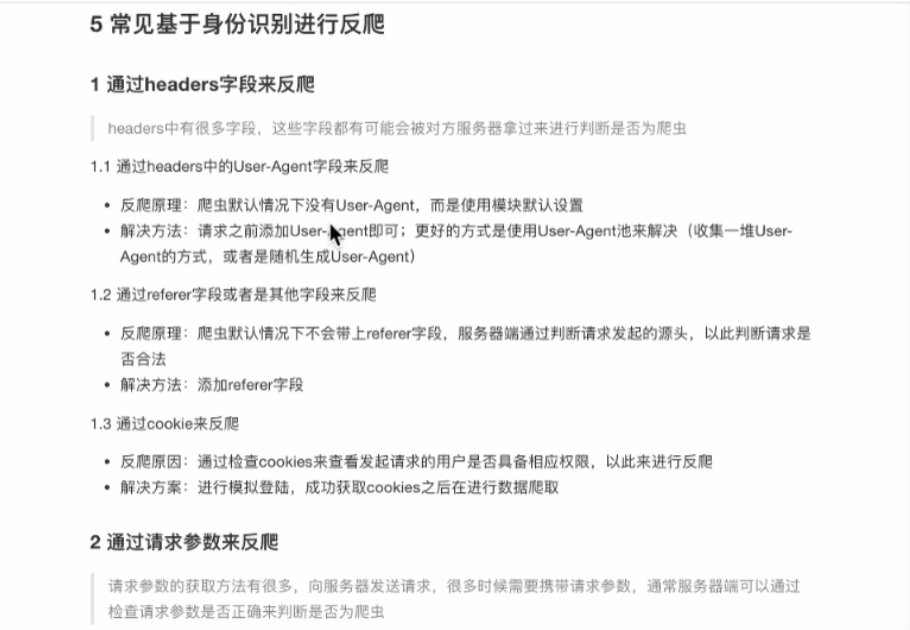 5 常见基于身份识别进行反爬
1 通过headers字段来反爬
headers中有很多字段，这些字段都有可能会被对方服务器拿过来进行判断是否为爬虫
1.1 通过headers中的User-Agent字段来反爬
• 反爬原理：爬虫默认情况下没有User-Agent，而是使用模块默认设置
• 解决方法：请求之前添加User-Agent即可；更好的方式是使用User-Agent池来解决（收集一堆User-
Agent的方式，或者是随机生成User-Agent）
1.2 通过referer字段或者是其他字段来反爬
• 反爬原理：爬虫默认情况下不会带上referer字段，服务器端通过判断请求发起的源头，以此判断请求是
否合法
• 解决方法：添加referer字段
1.3 通过cookie来反爬
• 反爬原因：通过检查cookies来查看发起请求的用户是否具备相应权限，以此来进行反爬
• 解决方案：进行模拟登陆，成功获取cookies之后在进行数据爬取
2 通过请求参数来反爬
请求参数的获取方法有很多，向服务器发送请求，很多时候需要携带请求参数，通常服务器端可以通过
检查请求参数是否正确来判断是否为爬虫